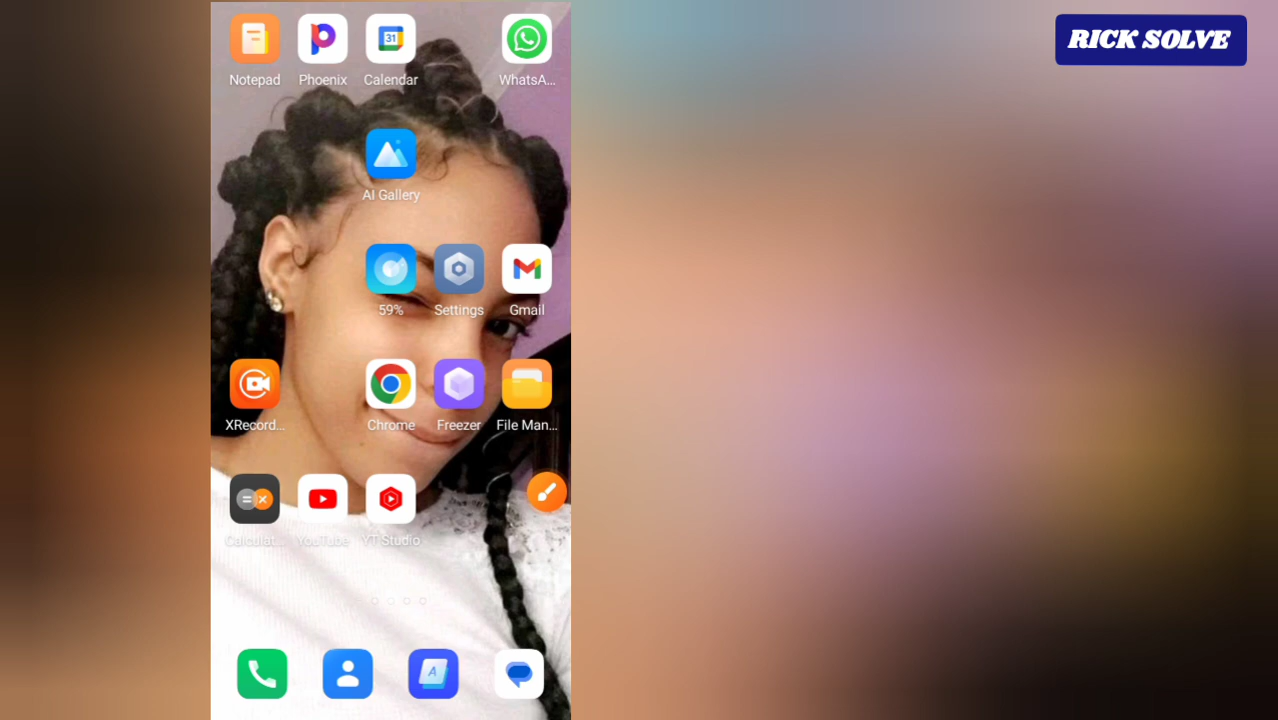 RICK SOLVE
31
Notepad Phoenix Calendar WhatsA...
AI Gallery
59% Settings Gmail
XRecord... Chrome Freezer File Man...
Calculat... YouTube YT Studio
A